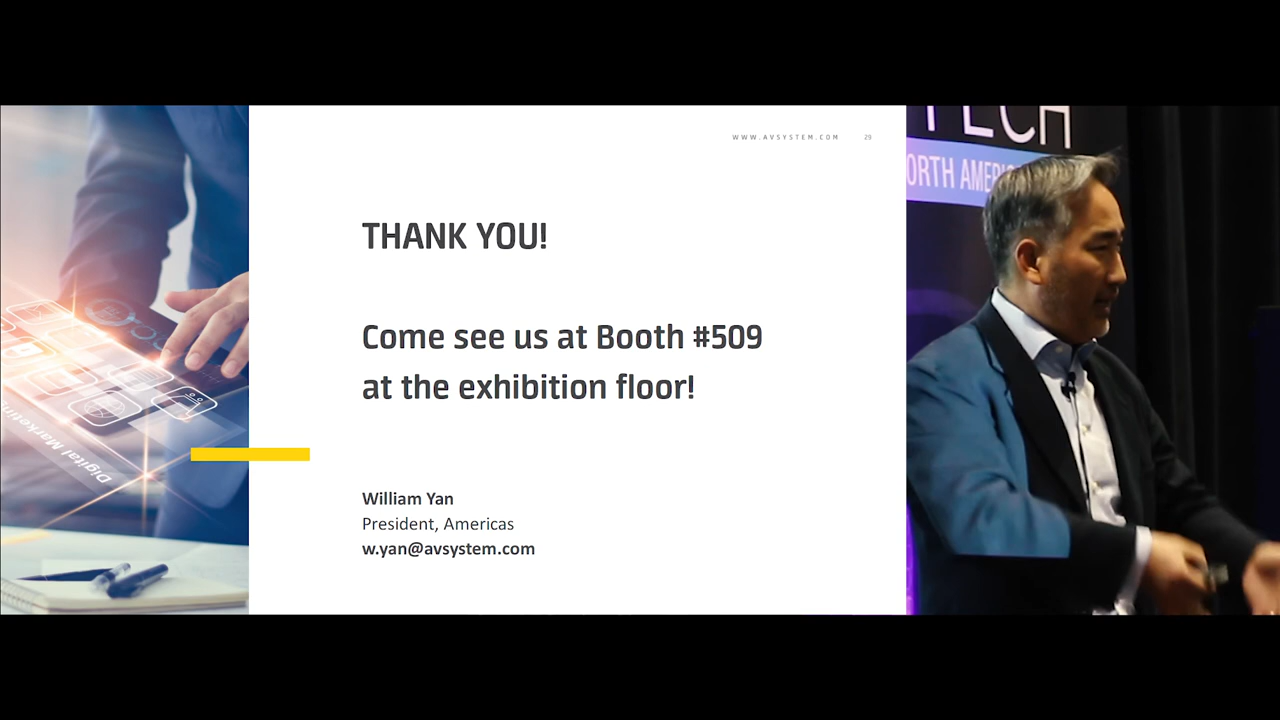 WWW.AVSYSTEM.COM 29
TECH
ORTH AMERIC
THANK YOU!
Come see us at Booth #509
at the exhibition floor!
Digital Marketin
William Yan
President, Americas
w.yan@avsystem.com